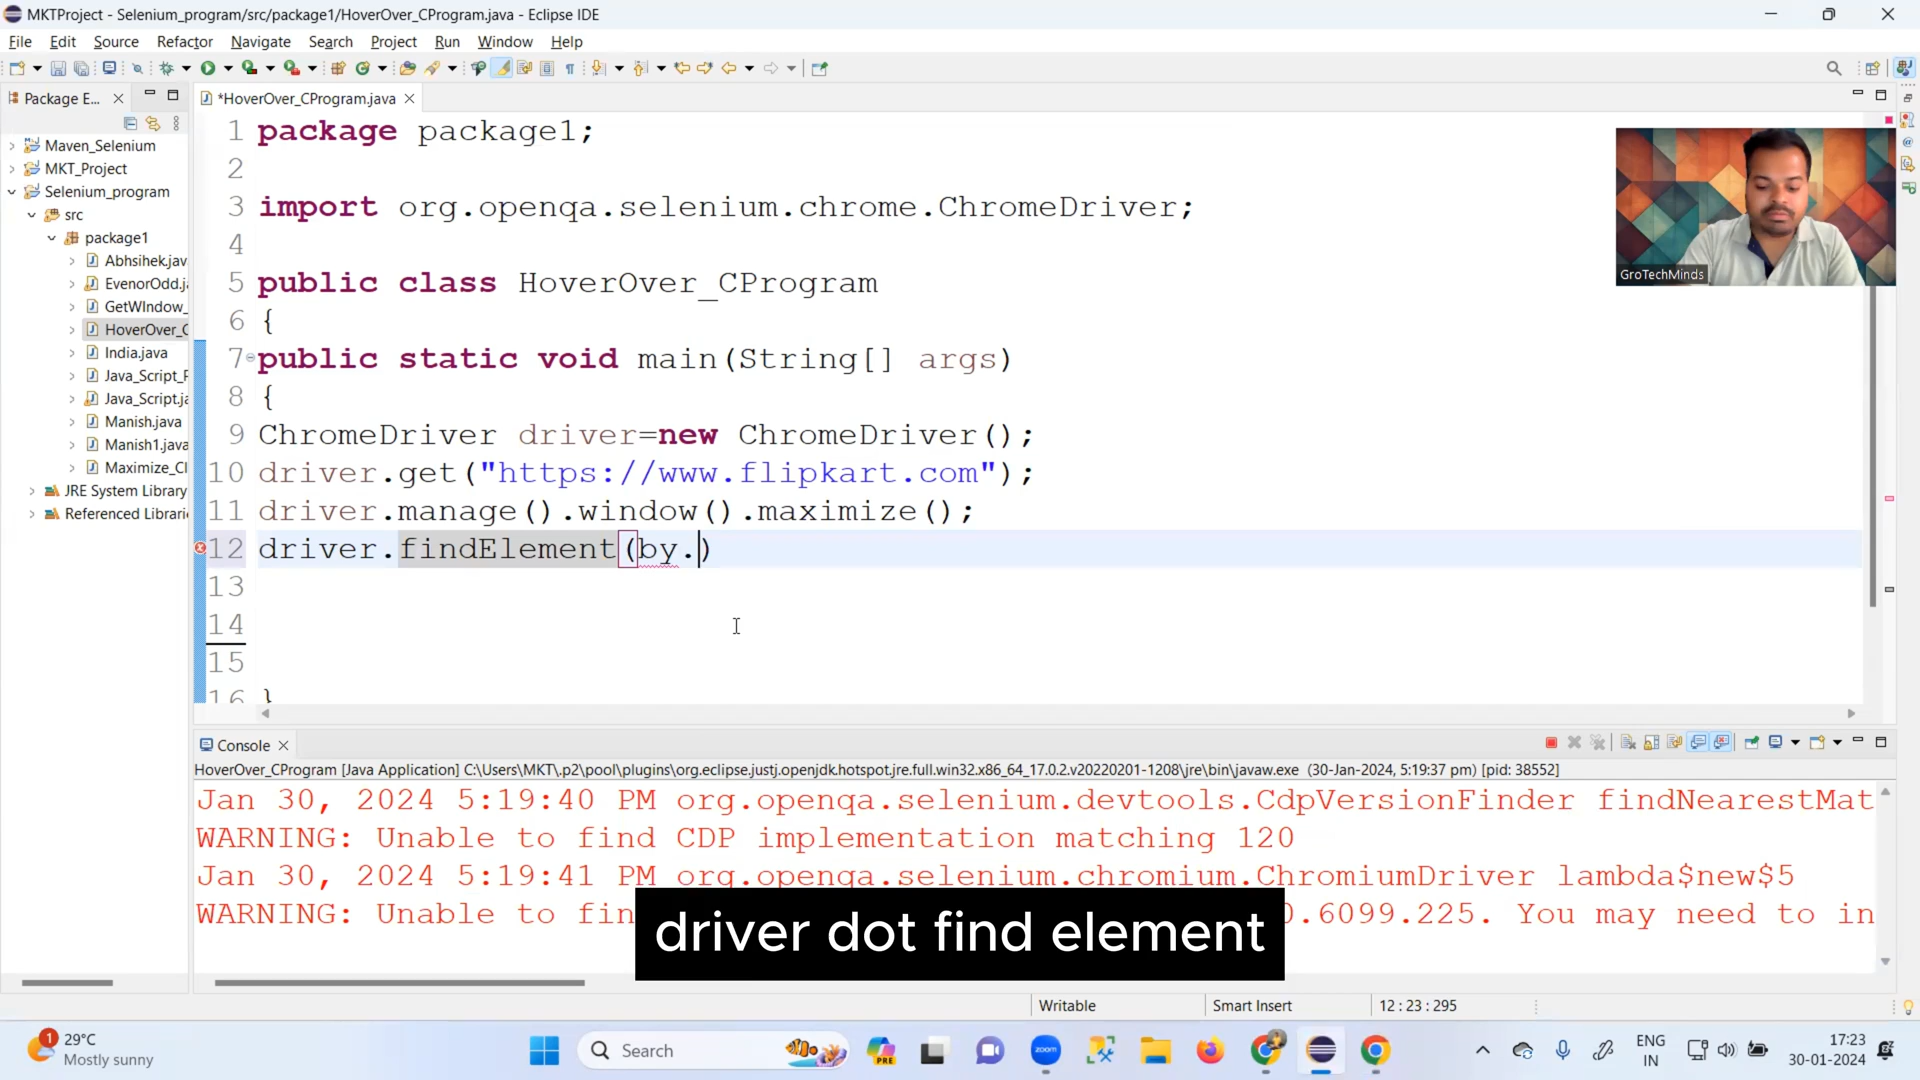 MKTProject - Selenium_program/src/package1/HoverOver_CProgram.java - Eclipse IDE
File Edit Source Refactor Navigate Search Project Run Window Help
Package E...
*HoverOver_CProgram.java
Maven_Selenium
MKT_Project
Selenium_program
src
package1
Abhsihek.jav
EvenorOdd.j
GetWIndow_
HoverOver_C
India.java
Java_Script_F
Java_Script.ja
Manish.java
Manish1.java
Maximize_Cl
JRE System Library
Referenced Librari
1 package package1;
2
3 import org.openqa.selenium.chrome.ChromeDriver;
4
5 public class HoverOver_CProgram
6 {
7 public static void main(String[] args)
8 {
9 ChromeDriver driver=new ChromeDriver();
10 driver.get("https://www.flipkart.com");
11 driver.manage().window().maximize();
12 driver.findElement(by.)
13
14
15
16 }
GroTechMinds
Console
HoverOver_CProgram [Java Application] C:\Users\MKT\.p2\pool\plugins\org.eclipse.justj.openjdk.hotspot.jre.full.win32.x86_64_17.0.2.v20220201-1208\jre\bin\javaw.exe (30-Jan-2024, 5:19:37 pm) [pid: 38552]
Jan 30, 2024 5:19:40 PM org.openqa.selenium.devtools.CdpVersionFinder findNearestMat
WARNING: Unable to find CDP implementation matching 120
Jan 30, 2024 5:19:41 PM org.openqa.selenium.chromium.ChromiumDriver lambda$new$5
WARNING: Unable to fin 0.6099.225. You may need to in
driver dot find element
Writable Smart Insert 12 : 23 : 295
1
29°C
Mostly sunny
Search
PRE
zoom
ENG
IN
17:23
30-01-2024